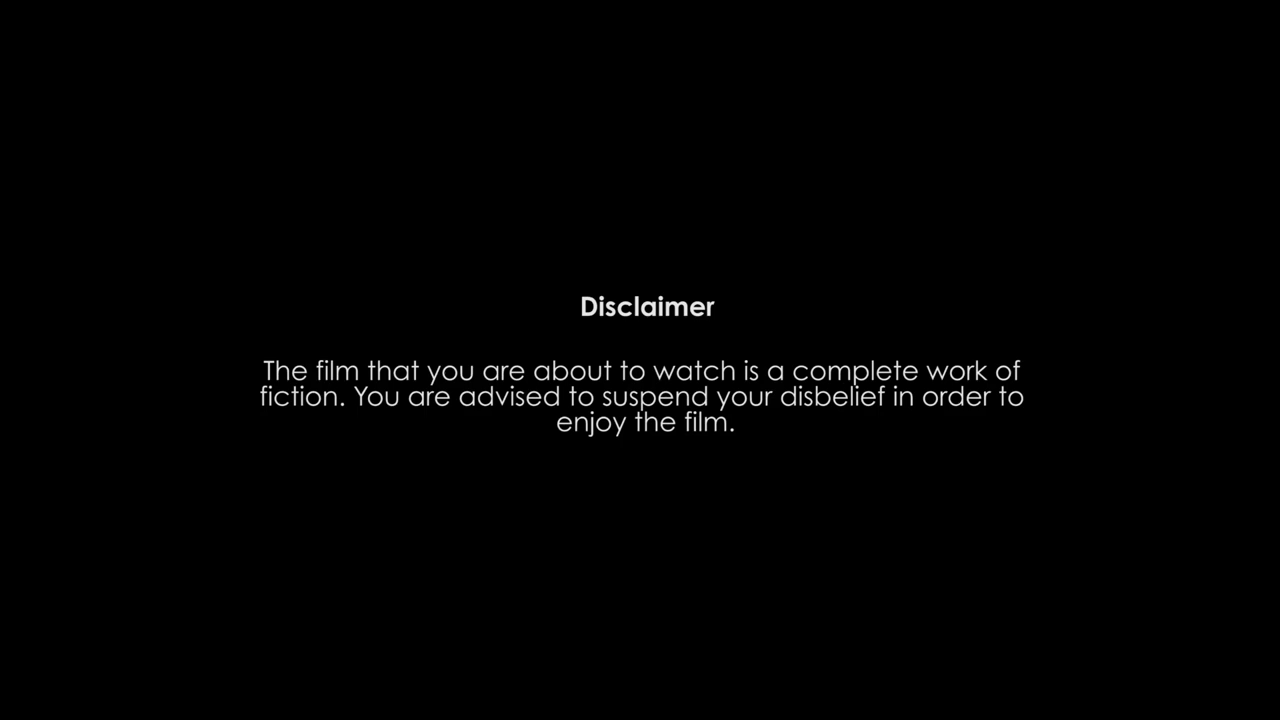 Disclaimer
The film that you are about to watch is a complete work of
fiction. You are advised to suspend your disbelief in order to
enjoy the film.